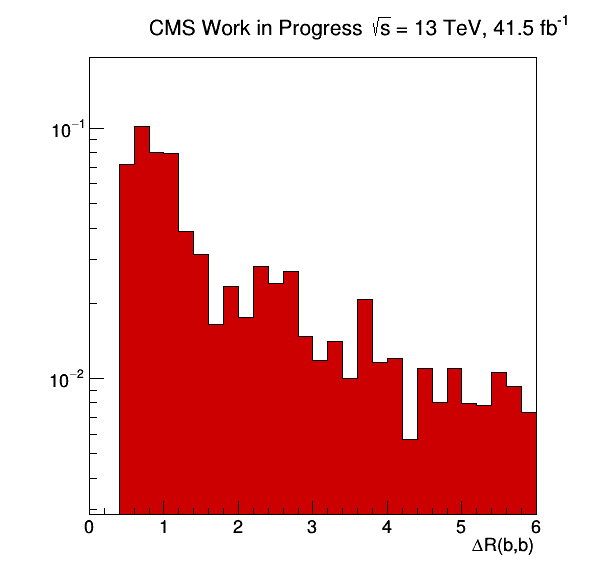 CMS Work in Progress √s = 13 TeV, 41.5 fb⁻¹
10⁻¹
10⁻²
0 1 2 3 4 5 6
ΔR(b,b)